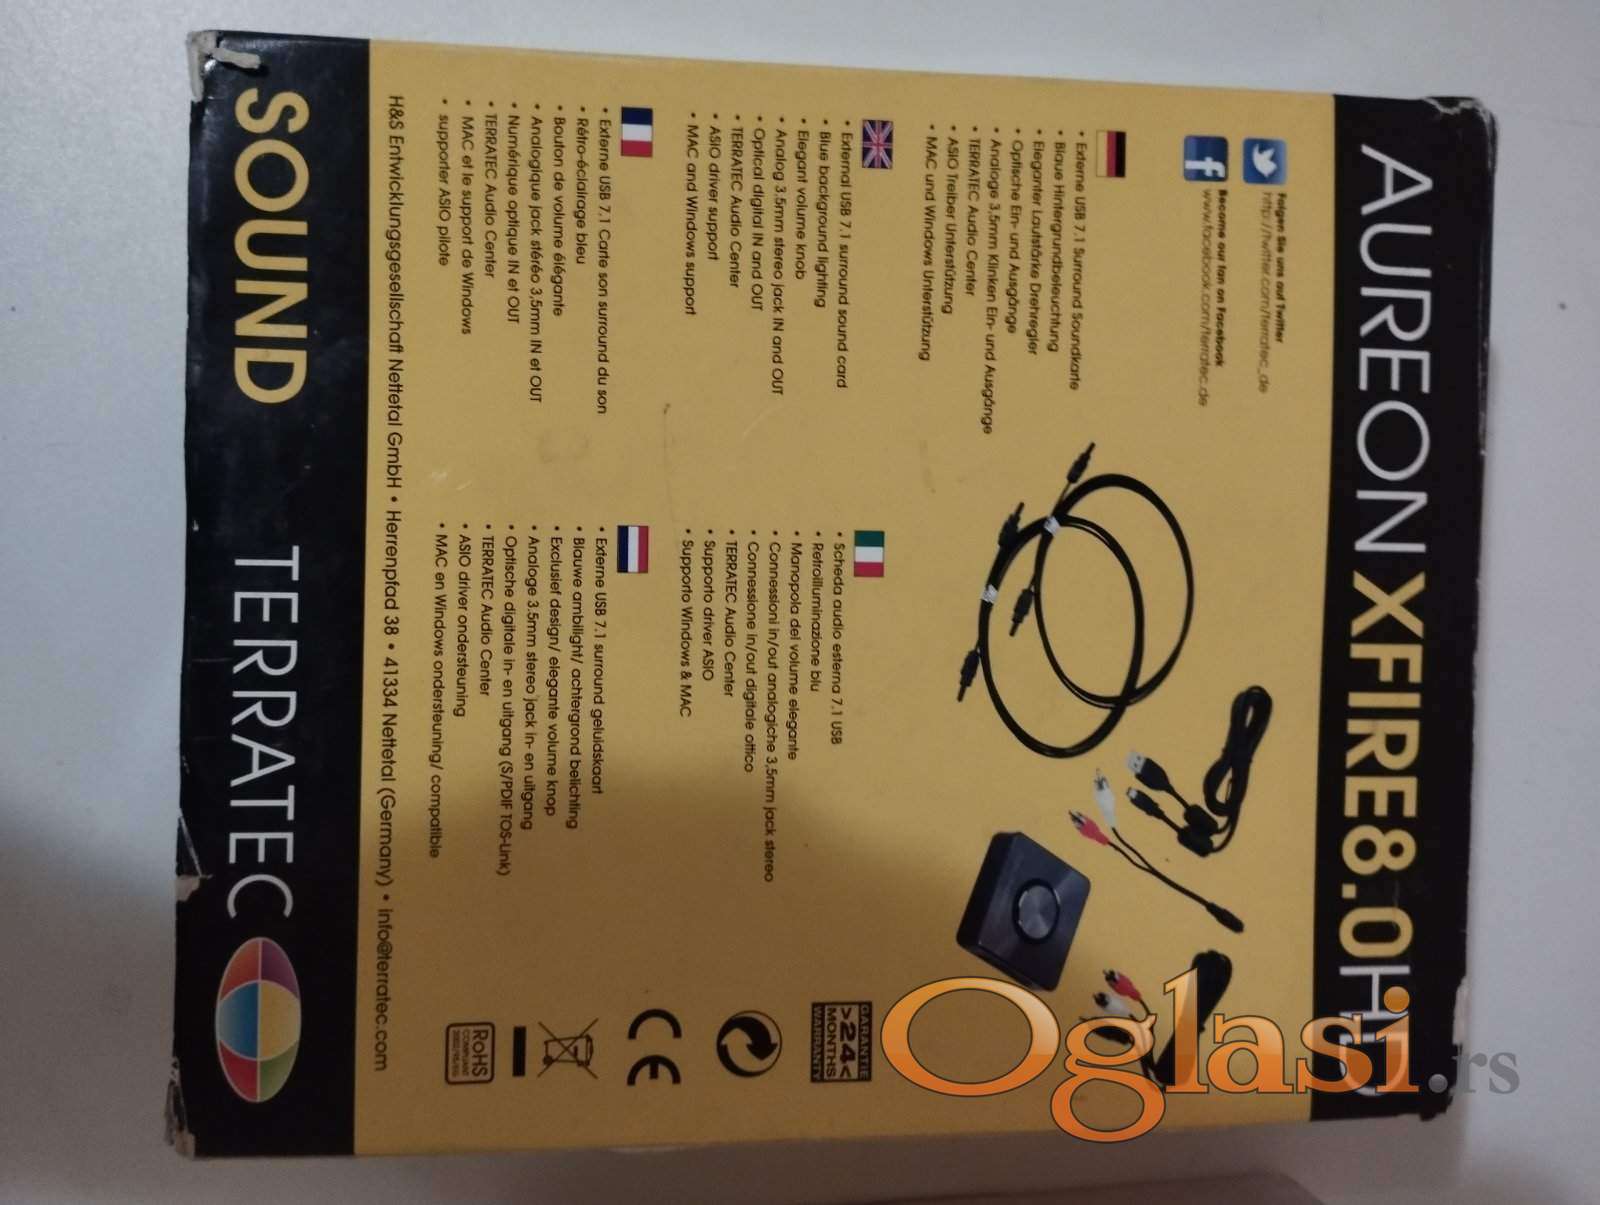 AUREON XFIRE8.0HD
Folgen Sie uns auf Twitter
http://twitter.com/terratec_de
Become our fan on Facebook
www.facebook.com/terratec.de
• Externe USB 7.1 Surround Soundkarte
• Blaue Hintergrundbeleuchtung
• Eleganter Lautstärke Drehregler
• Optische Ein- und Ausgänge
• Analoge 3,5mm Klinken Ein- und Ausgänge
• TERRATEC Audio Center
• ASIO Treiber Unterstützung
• MAC und Windows Unterstützung
• External USB 7.1 surround sound card
• Blue background lighting
• Elegant volume knob
• Analog 3.5mm stereo jack IN and OUT
• Optical digital IN and OUT
• TERRATEC Audio Center
• ASIO driver support
• MAC and Windows support
• Scheda audio esterna 7.1 USB
• Retroilluminazione blu
• Manopola del volume elegante
• Connessioni in/out analogiche 3,5mm jack stereo
• Connessione in/out digitale ottico
• TERRATEC Audio Center
• Supporto driver ASIO
• Supporto Windows & MAC
• Externe USB 7.1 Carte son surround du son
• Rétro-éclairage bleu
• Bouton de volume élégante
• Analogique jack stéréo 3,5mm IN et OUT
• Numérique optique IN et OUT
• TERRATEC Audio Center
• MAC et le support de Windows
• supporter ASIO pilote
• Externe USB 7.1 surround geluidskaart
• Blauwe ambilight/ achtergrond belichting
• Exclusief design/ elegante volume knop
• Analoge 3.5mm stereo jack in- en uitgang
• Optische digitale in- en uitgang (S/PDIF TOS-Link)
• TERRATEC Audio Center
• ASIO driver ondersteuning
• MAC en Windows ondersteuning/ compatible
GARANTIE
>24<
MONTHS
WARRANTY
CE
RoHS
COMPLIANT
2002/95/EG
H&S Entwicklungsgesellschaft Nettetal GmbH • Herrenpfad 38 • 41334 Nettetal (Germany) • info@terratec.com
SOUND TERRATEC
Oglasi.rs